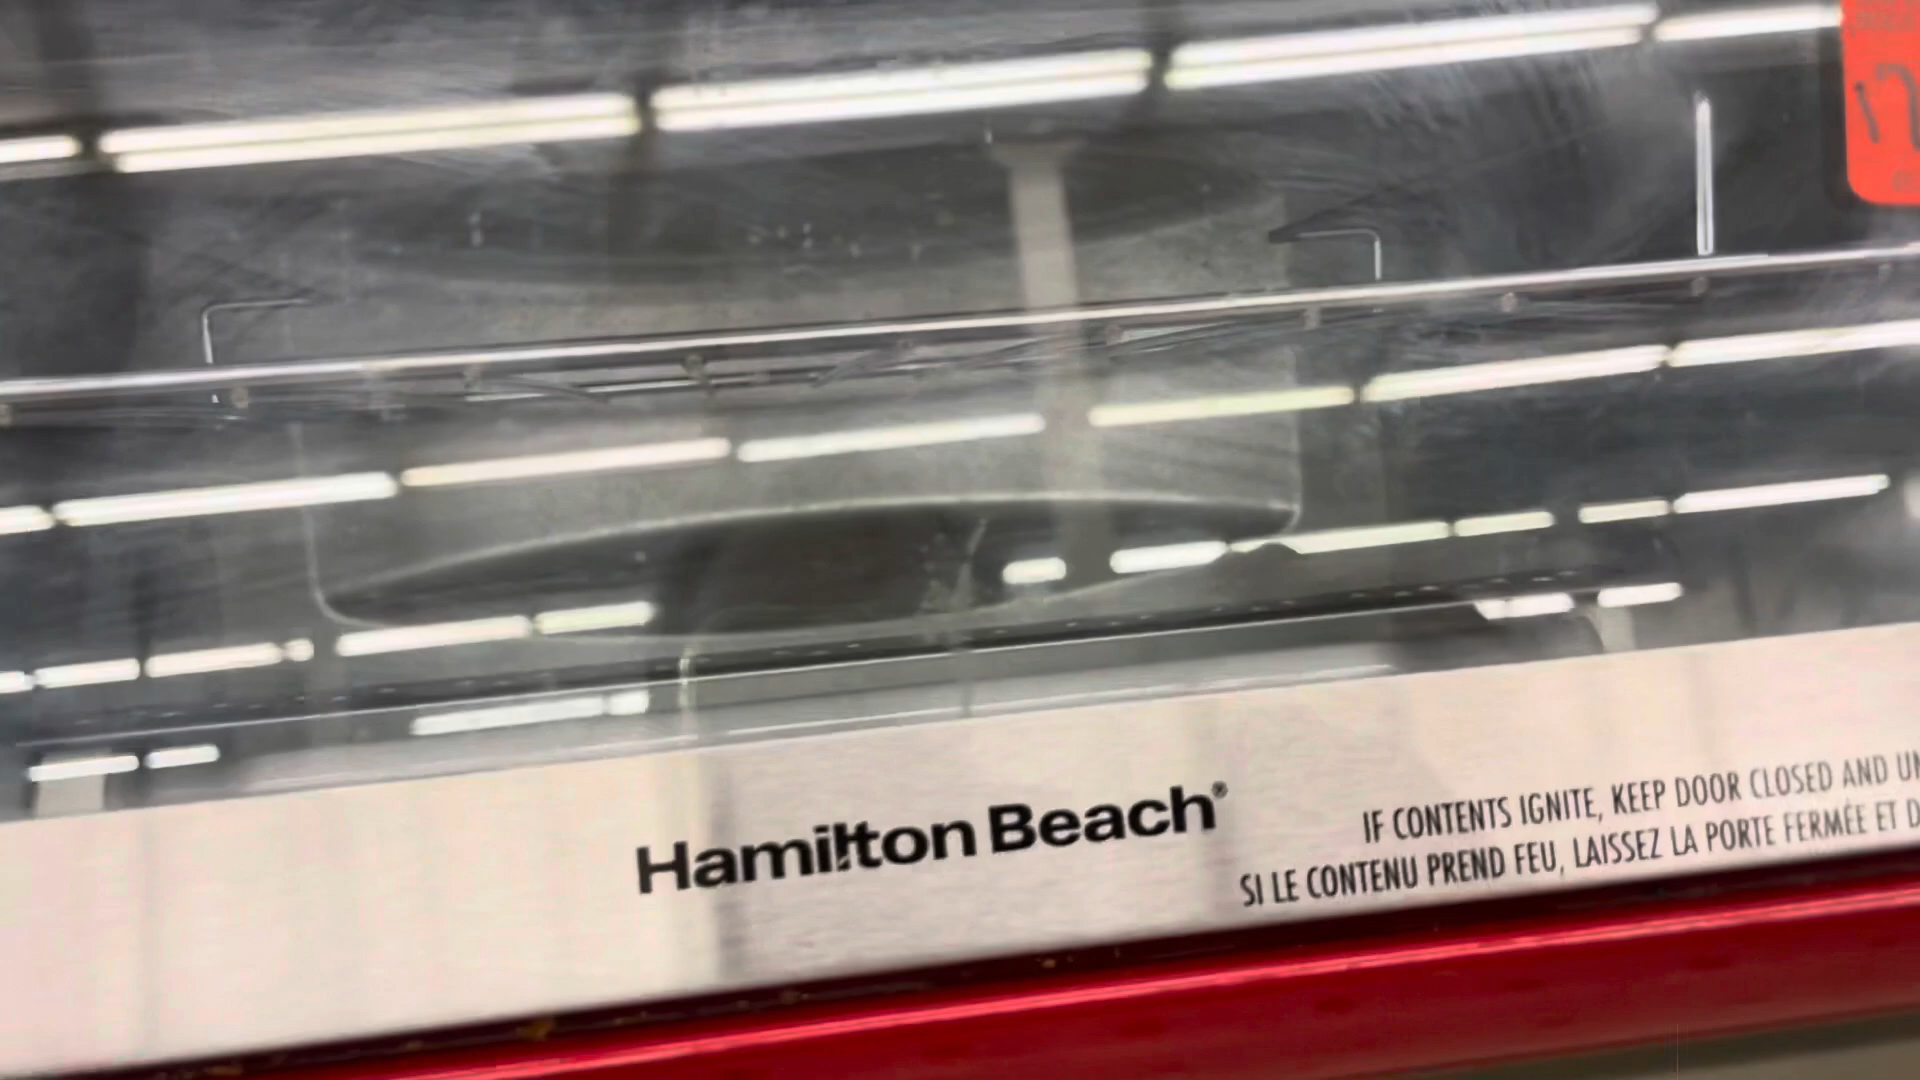 Hamilton Beach®
IF CONTENTS IGNITE, KEEP DOOR CLOSED AND
SI LE CONTENU PREND FEU, LAISSEZ LA PORTE FERMÉE ET